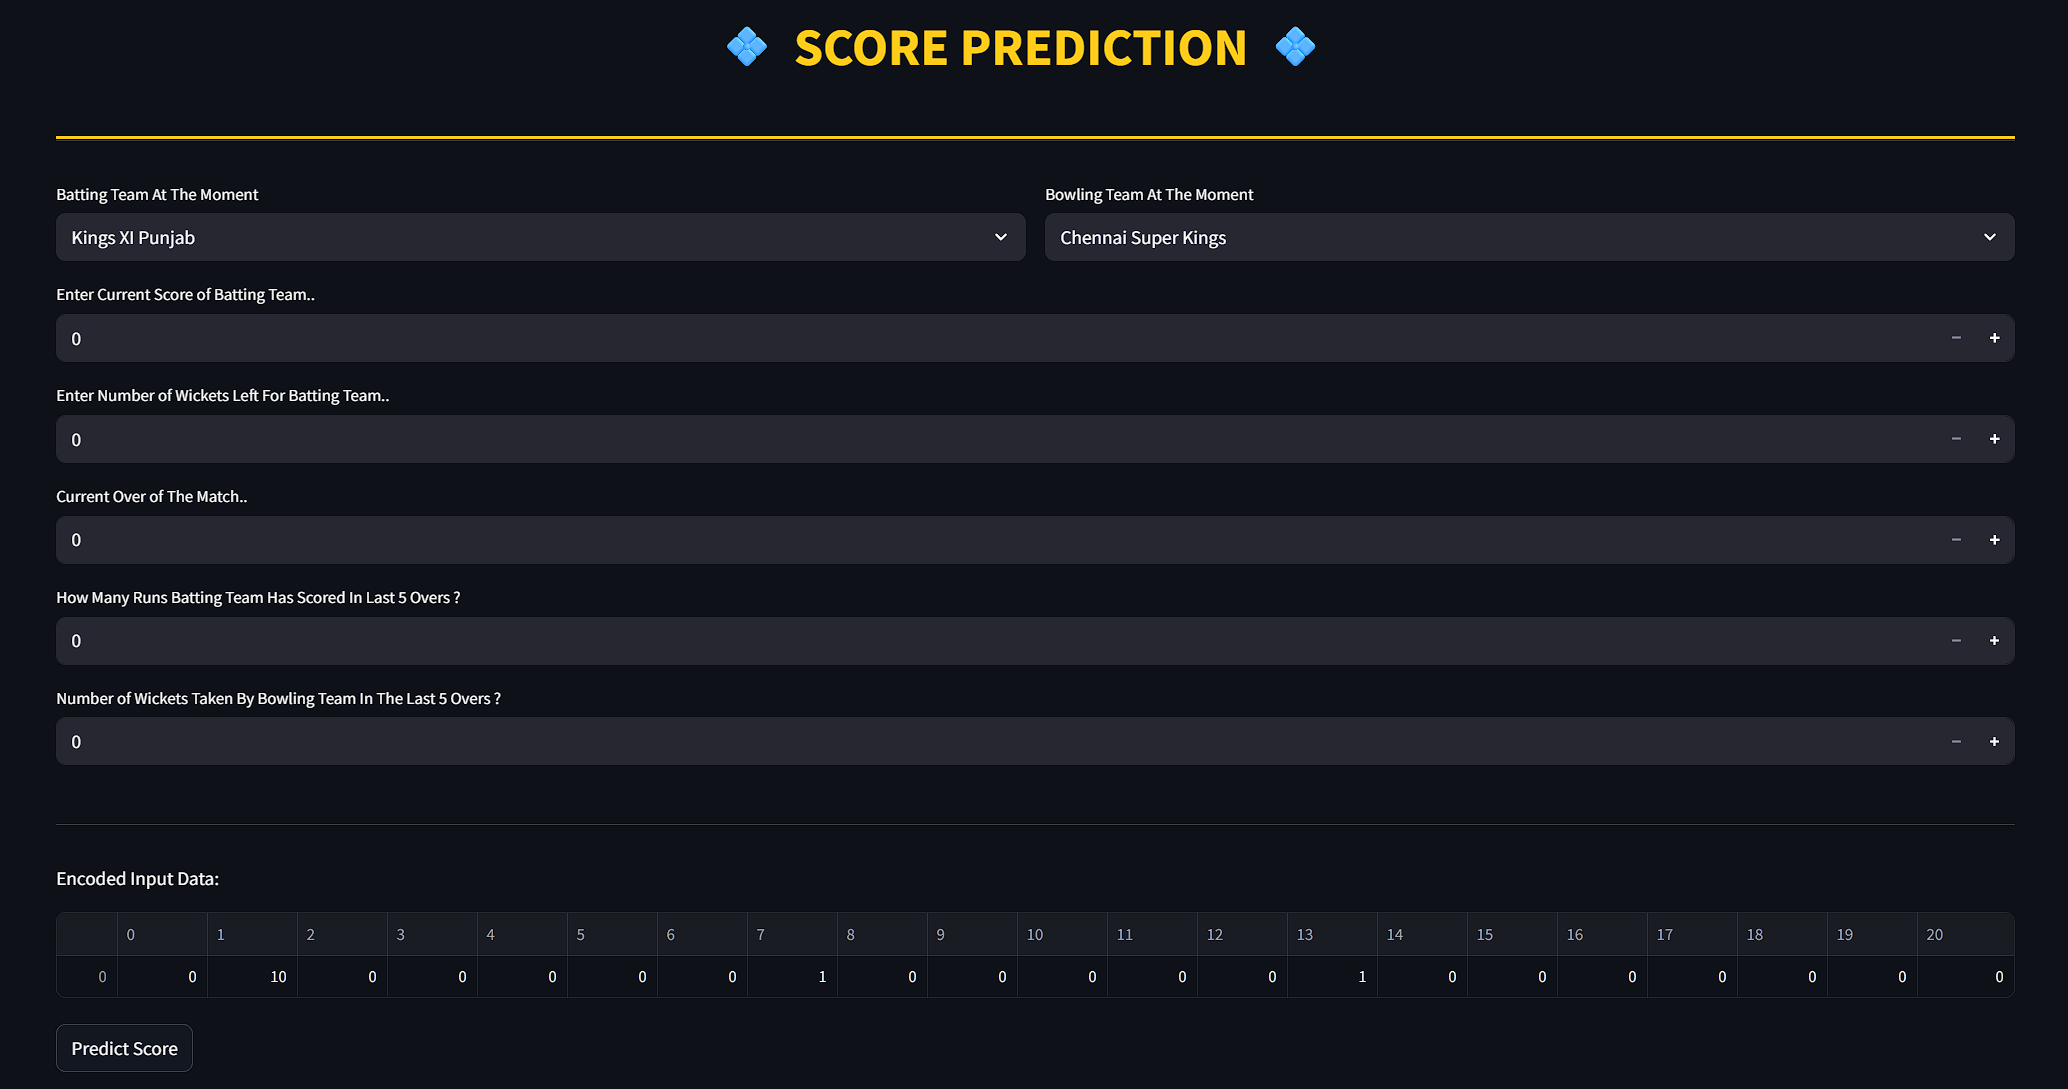 SCORE PREDICTION
Batting Team At The Moment
Bowling Team At The Moment
Kings XI Punjab
Chennai Super Kings
Enter Current Score of Batting Team..
0 − +
Enter Number of Wickets Left For Batting Team..
0 − +
Current Over of The Match..
0 − +
How Many Runs Batting Team Has Scored In Last 5 Overs ?
0 − +
Number of Wickets Taken By Bowling Team In The Last 5 Overs ?
0 − +
Encoded Input Data:
0 1 2 3 4 5 6 7 8 9 10 11 12 13 14 15 16 17 18 19 20
0 0 10 0 0 0 0 0 1 0 0 0 0 0 1 0 0 0 0 0 0 0
Predict Score